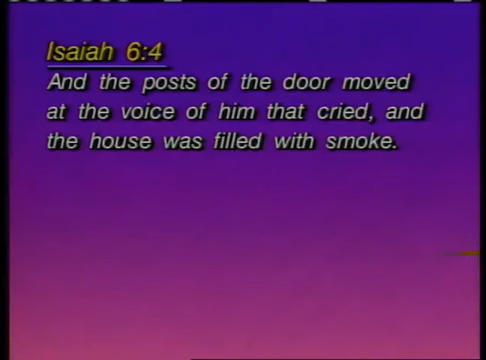 Isaiah 6:4
And the posts of the door moved
at the voice of him that cried, and
the house was filled with smoke.